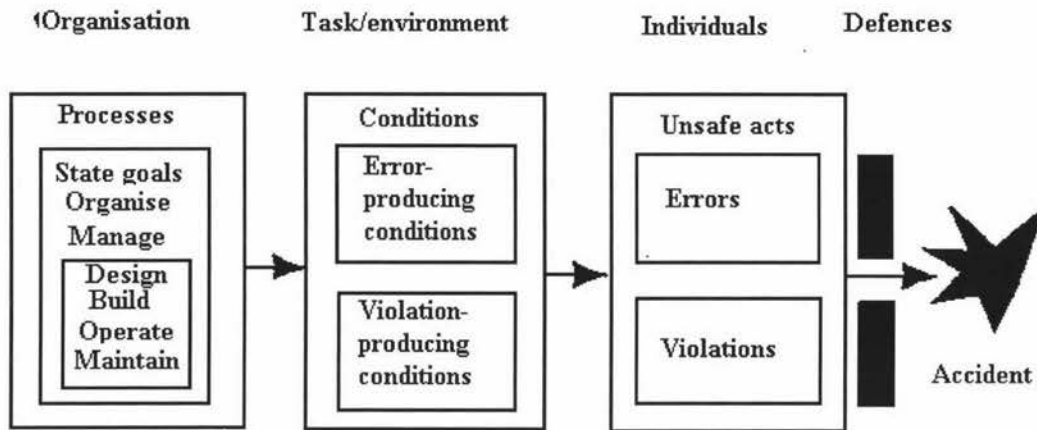 Organisation
Task/environment
Individuals
Defences
Processes
State goals
Organise
Manage
Design
Build
Operate
Maintain
Conditions
Error-
producing
conditions
Violation-
producing
conditions
Unsafe acts
Errors
Violations
Accident